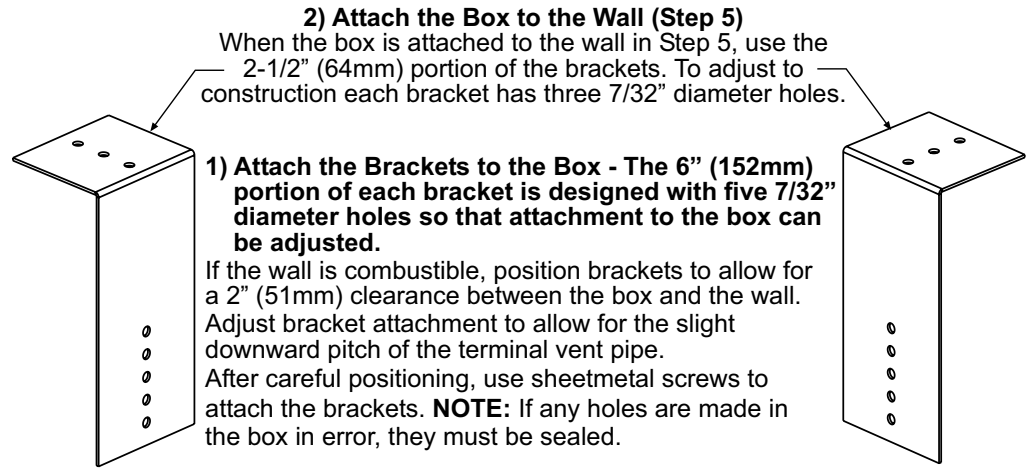 2) Attach the Box to the Wall (Step 5)
When the box is attached to the wall in Step 5, use the
2-1/2” (64mm) portion of the brackets. To adjust to
construction each bracket has three 7/32” diameter holes.
1) Attach the Brackets to the Box - The 6” (152mm)
portion of each bracket is designed with five 7/32”
diameter holes so that attachment to the box can
be adjusted.
If the wall is combustible, position brackets to allow for
a 2” (51mm) clearance between the box and the wall.
Adjust bracket attachment to allow for the slight
downward pitch of the terminal vent pipe.
After careful positioning, use sheetmetal screws to
attach the brackets. NOTE: If any holes are made in
the box in error, they must be sealed.